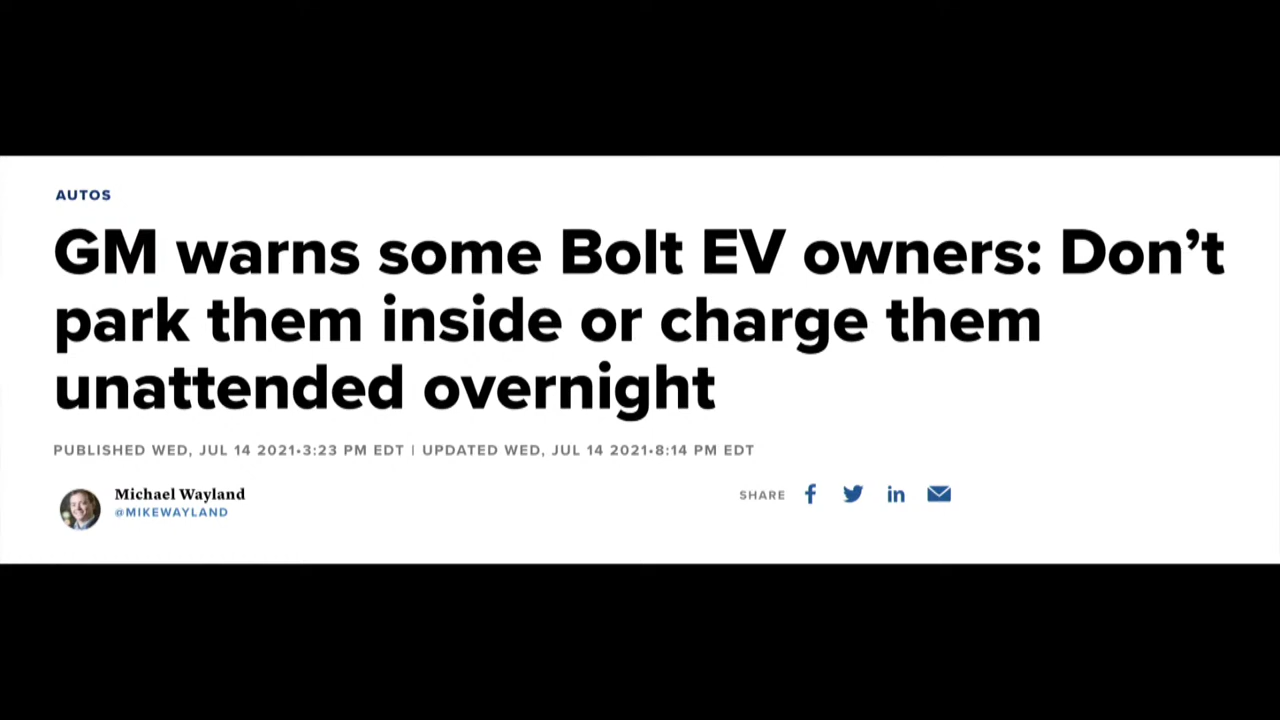 AUTOS
GM warns some Bolt EV owners: Don’t
park them inside or charge them
unattended overnight
PUBLISHED WED, JUL 14 2021•3:23 PM EDT | UPDATED WED, JUL 14 2021•8:14 PM EDT
Michael Wayland
@MIKEWAYLAND
SHARE